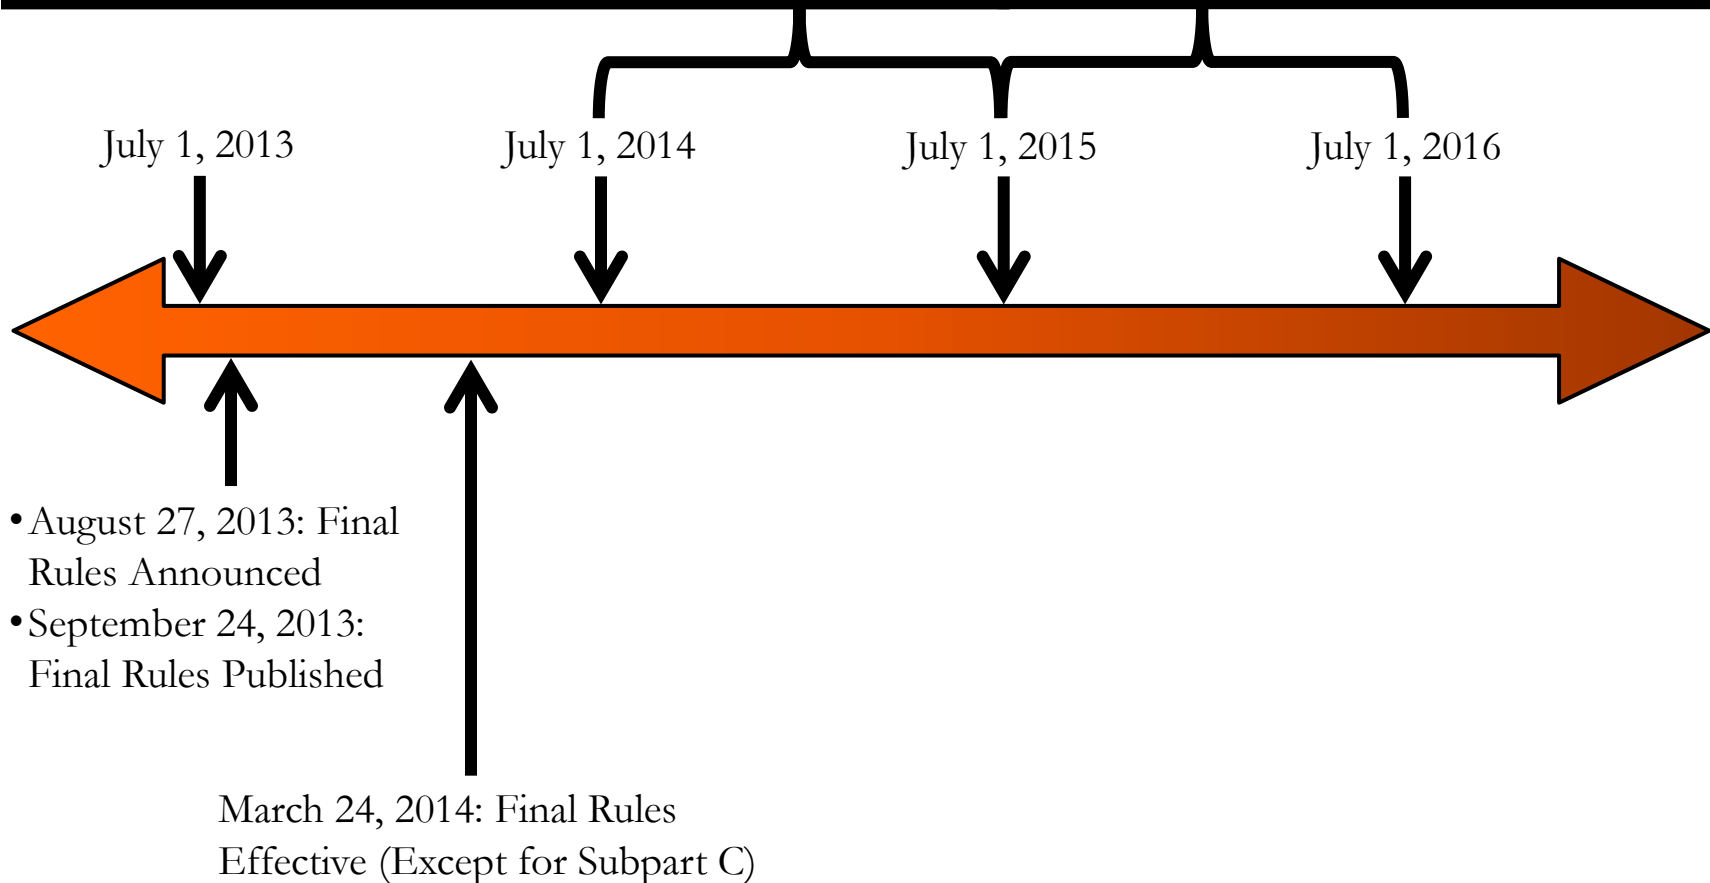 July 1, 2013
July 1, 2014
July 1, 2015
July 1, 2016
•August 27, 2013: Final
Rules Announced
•September 24, 2013:
Final Rules Published
March 24, 2014: Final Rules
Effective (Except for Subpart C)